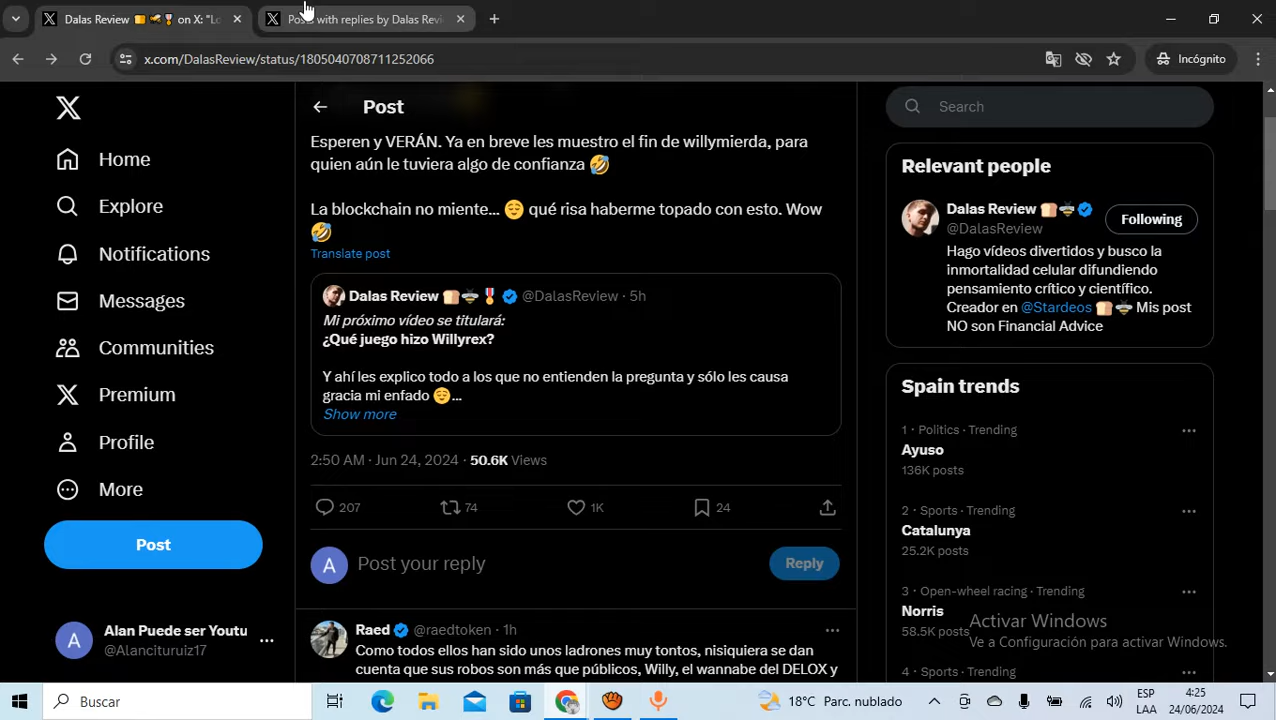 Dalas Review on X: "Lo
Posts with replies by Dalas Revi
x.com/DalasReview/status/1805040708711252066
Incógnito
Home
Explore
Notifications
Messages
Communities
Premium
Profile
More
Post
Alan Puede ser Youtu
@Alancituruiz17
Post
Esperen y VERÁN. Ya en breve les muestro el fin de willymierda, para
quien aún le tuviera algo de confianza 🤣
La blockchain no miente... 😌 qué risa haberme topado con esto. Wow
🤣
Translate post
Dalas Review 🍞🐝🎖️ @DalasReview · 5h
Mi próximo vídeo se titulará:
¿Qué juego hizo Willyrex?
Y ahí les explico todo a los que no entienden la pregunta y sólo les causa
gracia mi enfado 😌...
Show more
2:50 AM · Jun 24, 2024 · 50.6K Views
207 74 1K 24
A Post your reply Reply
Raed @raedtoken · 1h
Como todos ellos han sido unos ladrones muy tontos, nisiquiera se dan
cuenta que sus robos son más que públicos, Willy, el wannabe del DELOX y
Search
Relevant people
Dalas Review 🍞🐝
@DalasReview
Following
Hago vídeos divertidos y busco la
inmortalidad celular difundiendo
pensamiento crítico y científico.
Creador en @Stardeos 🍞🐝 Mis post
NO son Financial Advice
Spain trends
1 · Politics · Trending
Ayuso
136K posts
2 · Sports · Trending
Catalunya
25.2K posts
3 · Open-wheel racing · Trending
Norris
58.5K posts
4 · Sports · Trending
Activar Windows
Ve a Configuración para activar Windows.
A
Buscar
18°C Parc. nublado
ESP
LAA
4:25
24/06/2024